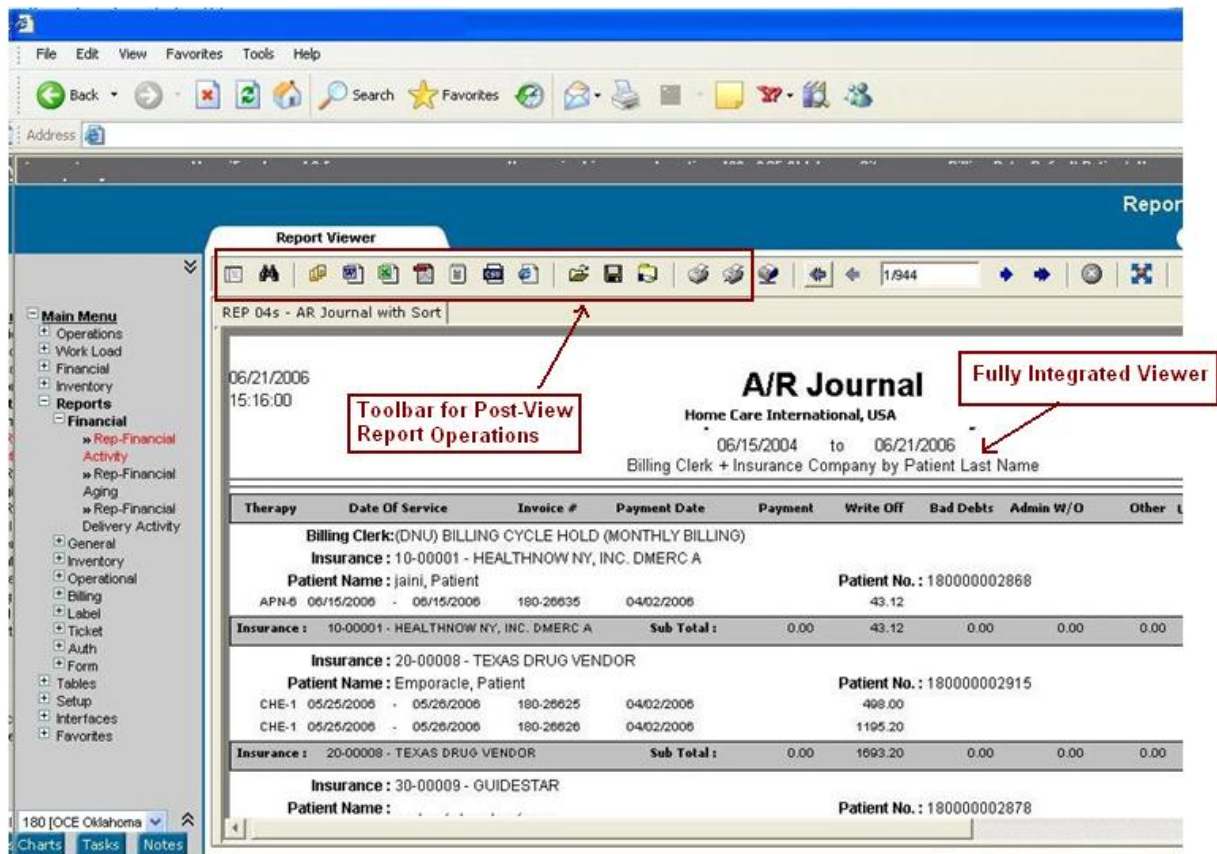 File Edit View Favorites Tools Help
Back Search Favorites
Address
Report Viewer
1/944
Main Menu
Operations
Work Load
Financial
Inventory
Reports
Financial
» Rep-Financial
Activity
» Rep-Financial
Aging
» Rep-Financial
Delivery Activity
General
Inventory
Operational
Billing
Label
Ticket
Auth
Form
Tables
Setup
Interfaces
Favorites
180 [OCE Oklahoma
Charts Tasks Notes
REP 04s - AR Journal with Sort
06/21/2006
15:16:00
Toolbar for Post-View
Report Operations
Fully Integrated Viewer
A/R Journal
Home Care International, USA
06/15/2004 to 06/21/2006
Billing Clerk + Insurance Company by Patient Last Name
Therapy Date Of Service Invoice # Payment Date Payment Write Off Bad Debts Admin W/O Other
Billing Clerk:(DNU) BILLING CYCLE HOLD (MONTHLY BILLING)
Insurance : 10-00001 - HEALTHNOW NY, INC. DMERC A
Patient Name : jaini, Patient Patient No. : 180000002868
APN-6 06/15/2006 - 06/15/2006 180-26635 04/02/2006 43.12
Insurance : 10-00001 - HEALTHNOW NY, INC. DMERC A Sub Total : 0.00 43.12 0.00 0.00 0.00
Insurance : 20-00008 - TEXAS DRUG VENDOR
Patient Name : Emporacle, Patient Patient No. : 180000002915
CHE-1 05/25/2006 - 05/26/2006 180-26625 04/02/2006 498.00
CHE-1 05/25/2006 - 05/26/2006 180-26626 04/02/2006 1195.20
Insurance : 20-00008 - TEXAS DRUG VENDOR Sub Total : 0.00 1693.20 0.00 0.00 0.00
Insurance : 30-00009 - GUIDESTAR
Patient Name : Patient No. : 180000002878